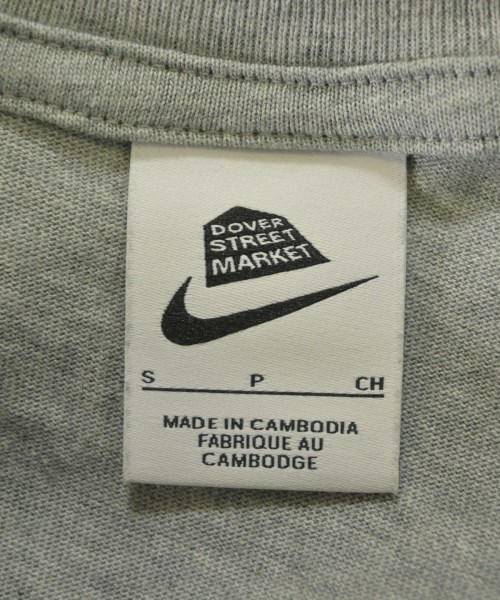 DOVER
STREET
MARKET
S P CH
MADE IN CAMBODIA
FABRIQUE AU
CAMBODGE